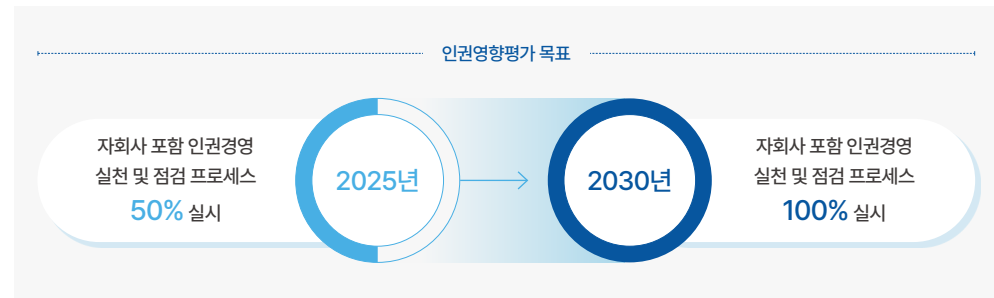 인권영향평가 목표
자회사 포함 인권경영
실천 및 점검 프로세스
50% 실시
2025년
2030년
자회사 포함 인권경영
실천 및 점검 프로세스
100% 실시